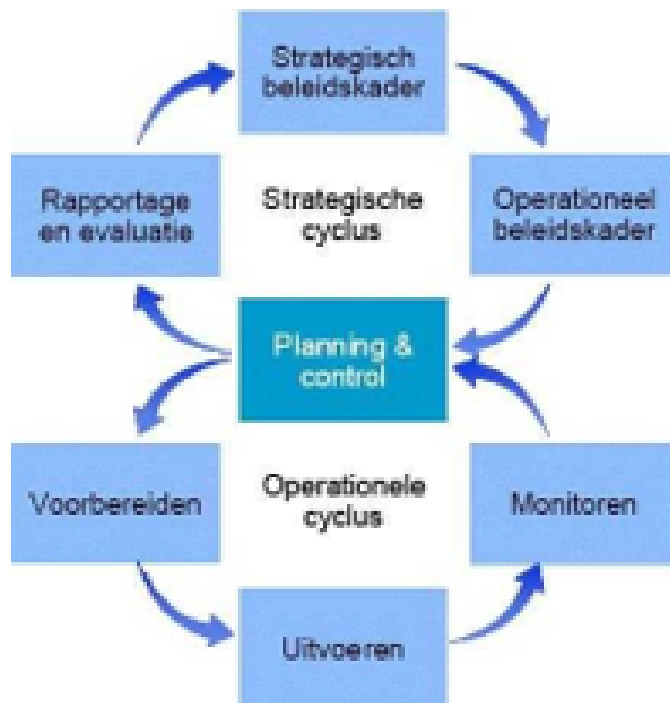 Strategisch
beleidskader
Rapportage
en evaluatie
Strategische
cyclus
Operationeel
beleidskader
Planning &
control
Voorbereiden
Operationele
cyclus
Monitoren
Uitvoeren